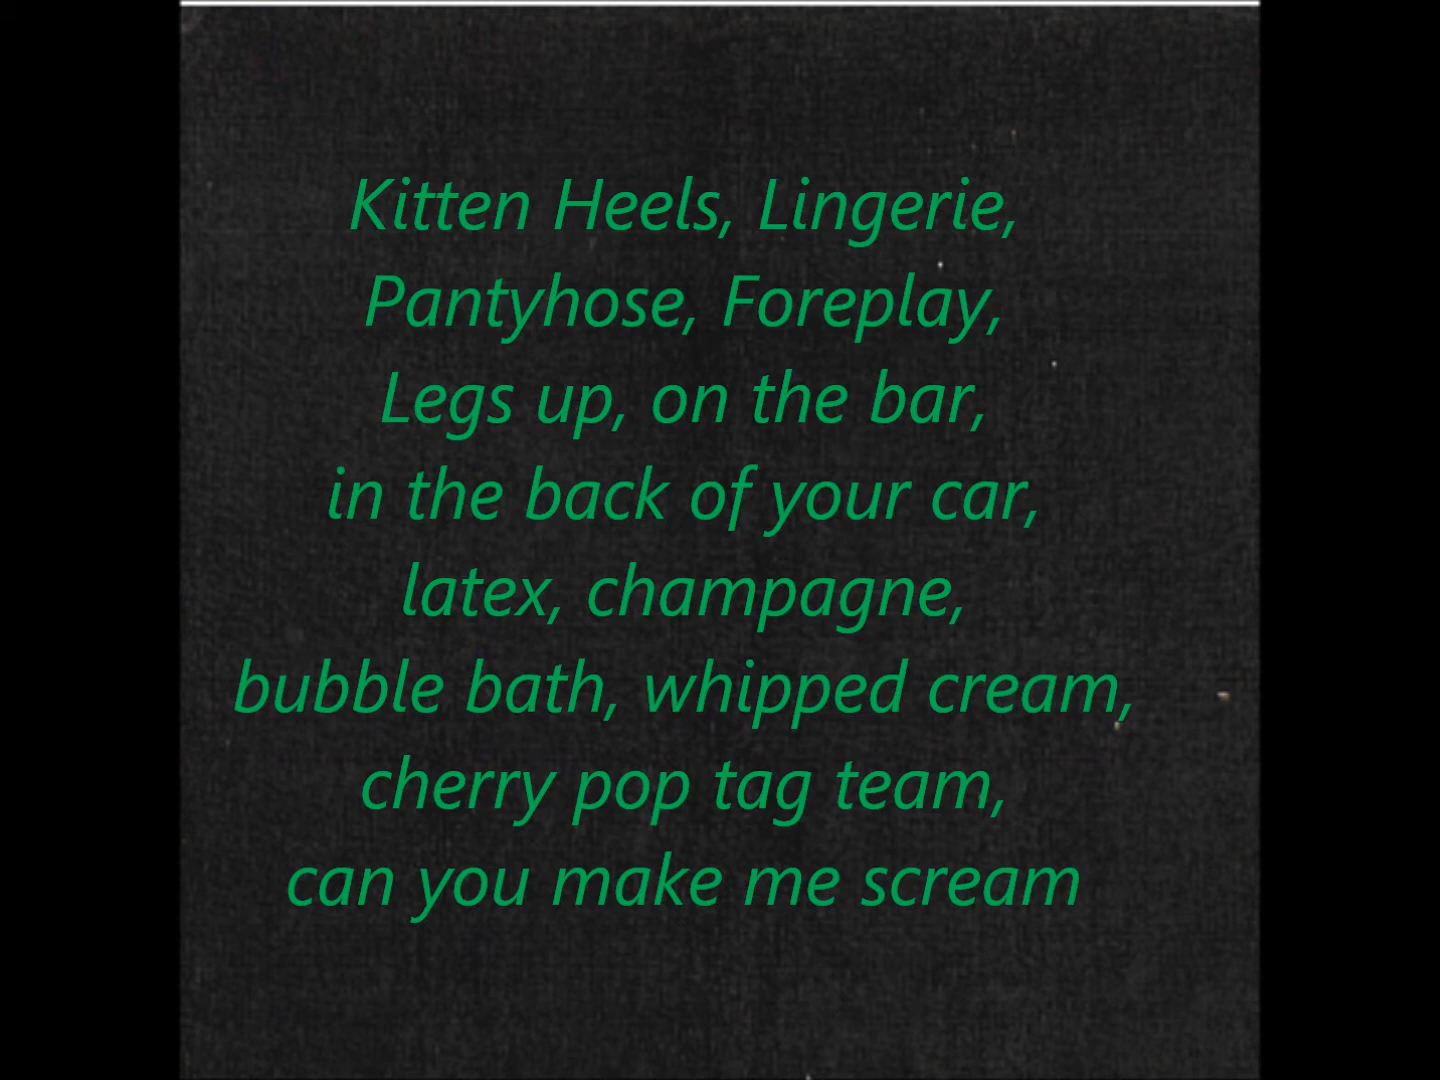 Kitten Heels, Lingerie,
Pantyhose, Foreplay,
Legs up, on the bar,
in the back of your car,
latex, champagne,
bubble bath, whipped cream,
cherry pop tag team,
can you make me scream